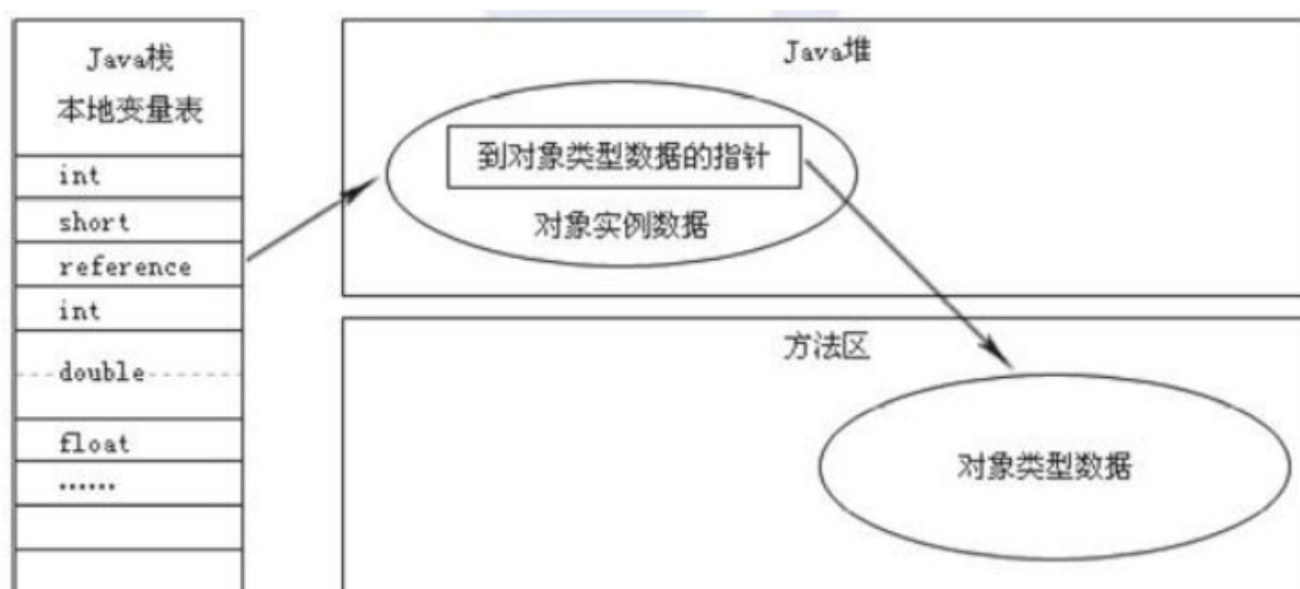 Java栈
本地变量表
int
short
reference
int
double
float
......
Java堆
到对象类型数据的指针
对象实例数据
方法区
对象类型数据